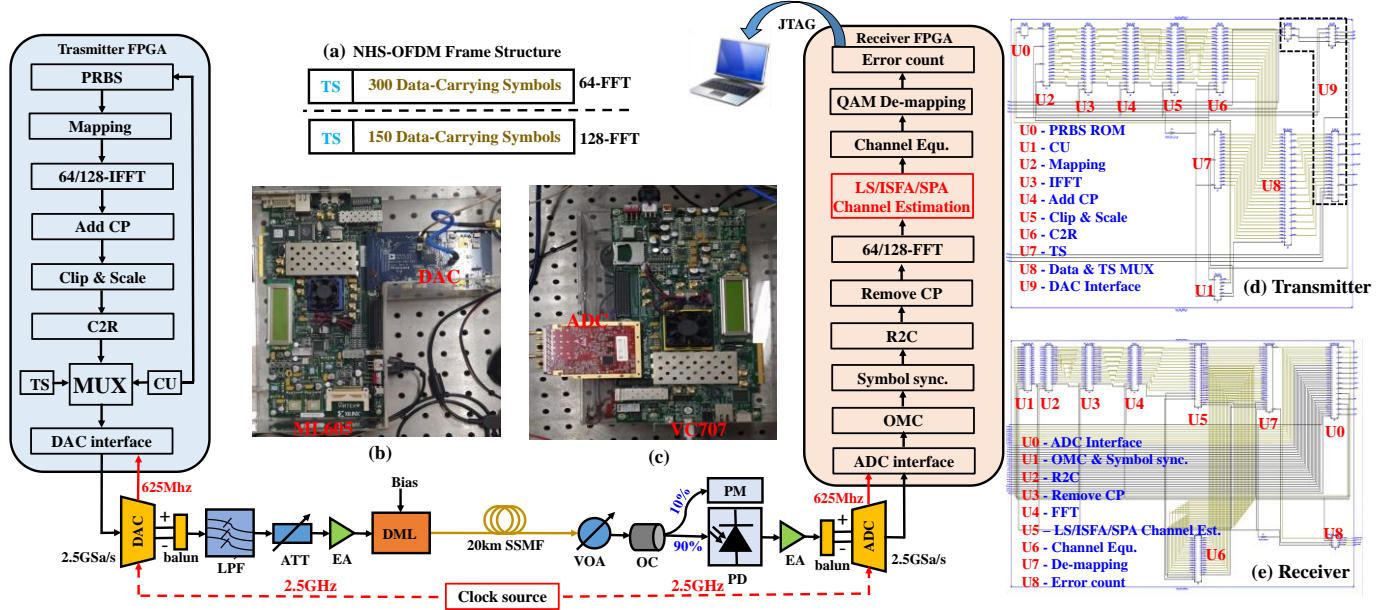 Trasmitter FPGA
PRBS
Mapping
64/128-IFFT
Add CP
Clip & Scale
C2R
TS
MUX
CU
DAC interface
(a) NHS-OFDM Frame Structure
TS
300 Data-Carrying Symbols
64-FFT
TS
150 Data-Carrying Symbols
128-FFT
JTAG
DAC
ML605
(b)
ADC
VC707
(c)
Receiver FPGA
Error count
QAM De-mapping
Channel Equ.
LS/ISFA/SPA
Channel Estimation
64/128-FFT
Remove CP
R2C
Symbol sync.
OMC
ADC interface
625Mhz
DAC
2.5GSa/s
+
-
balun
LPF
ATT
EA
Bias
DML
20km SSMF
VOA
OC
10%
90%
PM
PD
EA
+
-
balun
625Mhz
ADC
2.5GSa/s
2.5GHz
Clock source
2.5GHz
U0
U2
U3
U4
U5
U6
U9
U7
U8
U1
U0 - PRBS ROM
U1 - CU
U2 - Mapping
U3 - IFFT
U4 - Add CP
U5 - Clip & Scale
U6 - C2R
U7 - TS
U8 - Data & TS MUX
U9 - DAC Interface
(d) Transmitter
U1
U2
U3
U4
U5
U7
U0
U6
U8
U0 - ADC Interface
U1 - OMC & Symbol sync.
U2 - R2C
U3 - Remove CP
U4 - FFT
U5 – LS/ISFA/SPA Channel Est.
U6 - Channel Equ.
U7 - De-mapping
U8 - Error count
(e) Receiver